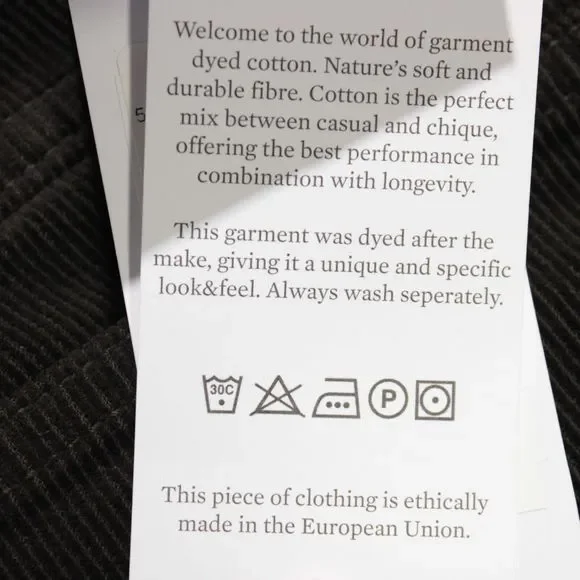 Welcome to the world of garment
dyed cotton. Nature's soft and
durable fibre. Cotton is the perfect
mix between casual and chique,
offering the best performance in
combination with longevity.
5
This garment was dyed after the
make, giving it a unique and specific
look&feel. Always wash seperately.
30C
P
This piece of clothing is ethically
made in the European Union.